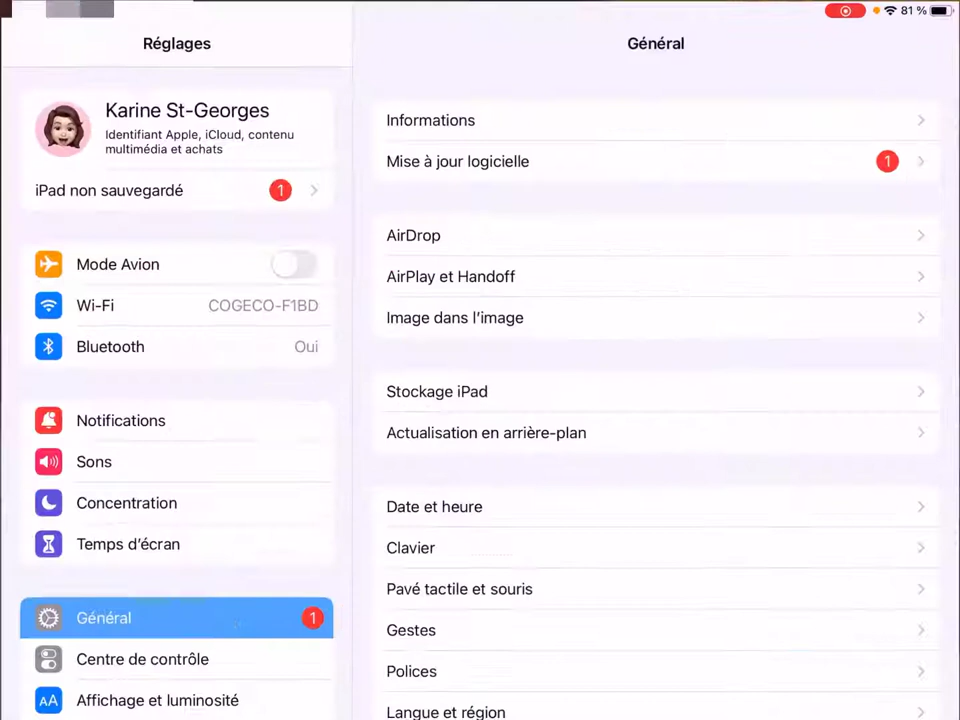 81 %
Réglages
Karine St-Georges
Identifiant Apple, iCloud, contenu
multimédia et achats
iPad non sauvegardé 1
Mode Avion
Wi-Fi COGECO-F1BD
Bluetooth Oui
Notifications
Sons
Concentration
Temps d'écran
Général 1
Centre de contrôle
AA Affichage et luminosité
Général
Informations
Mise à jour logicielle 1
AirDrop
AirPlay et Handoff
Image dans l'image
Stockage iPad
Actualisation en arrière-plan
Date et heure
Clavier
Pavé tactile et souris
Gestes
Polices
Langue et région